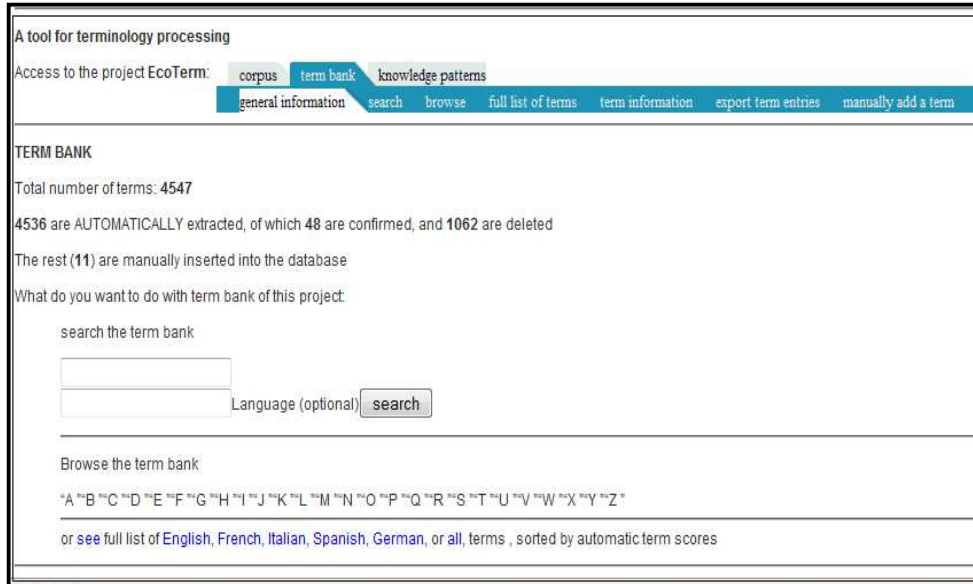 A tool for terminology processing
Access to the project EcoTerm: corpus term bank knowledge patterns
general information search browse full list of terms term information export term entries manually add a term
TERM BANK
Total number of terms: 4547
4536 are AUTOMATICALLY extracted, of which 48 are confirmed, and 1062 are deleted
The rest (11) are manually inserted into the database
What do you want to do with term bank of this project:
search the term bank
Language (optional) search
Browse the term bank
"A ""B ""C ""D ""E ""F ""G ""H ""I ""J ""K ""L ""M ""N ""O ""P ""Q ""R ""S ""T ""U ""V ""W ""X ""Y ""Z "
or see full list of English, French, Italian, Spanish, German, or all, terms , sorted by automatic term scores